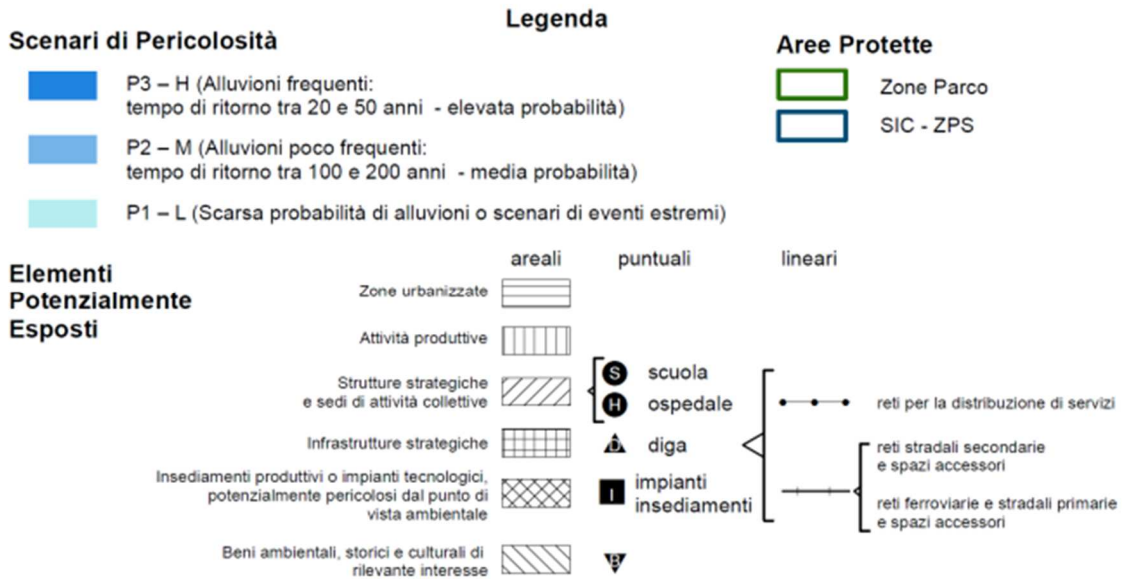 Legenda
Scenari di Pericolosità
P3 – H (Alluvioni frequenti:
tempo di ritorno tra 20 e 50 anni - elevata probabilità)
P2 – M (Alluvioni poco frequenti:
tempo di ritorno tra 100 e 200 anni - media probabilità)
P1 – L (Scarsa probabilità di alluvioni o scenari di eventi estremi)
Aree Protette
Zone Parco
SIC - ZPS
Elementi
Potenzialmente
Esposti
areali puntuali lineari
Zone urbanizzate
Attività produttive
Strutture strategiche
e sedi di attività collettive
S scuola
H ospedale
Infrastrutture strategiche
D diga
Insediamenti produttivi o impianti tecnologici,
potenzialmente pericolosi dal punto di
vista ambientale
I impianti
insediamenti
Beni ambientali, storici e culturali di
rilevante interesse
B
reti per la distribuzione di servizi
reti stradali secondarie
e spazi accessori
reti ferroviarie e stradali primarie
e spazi accessori